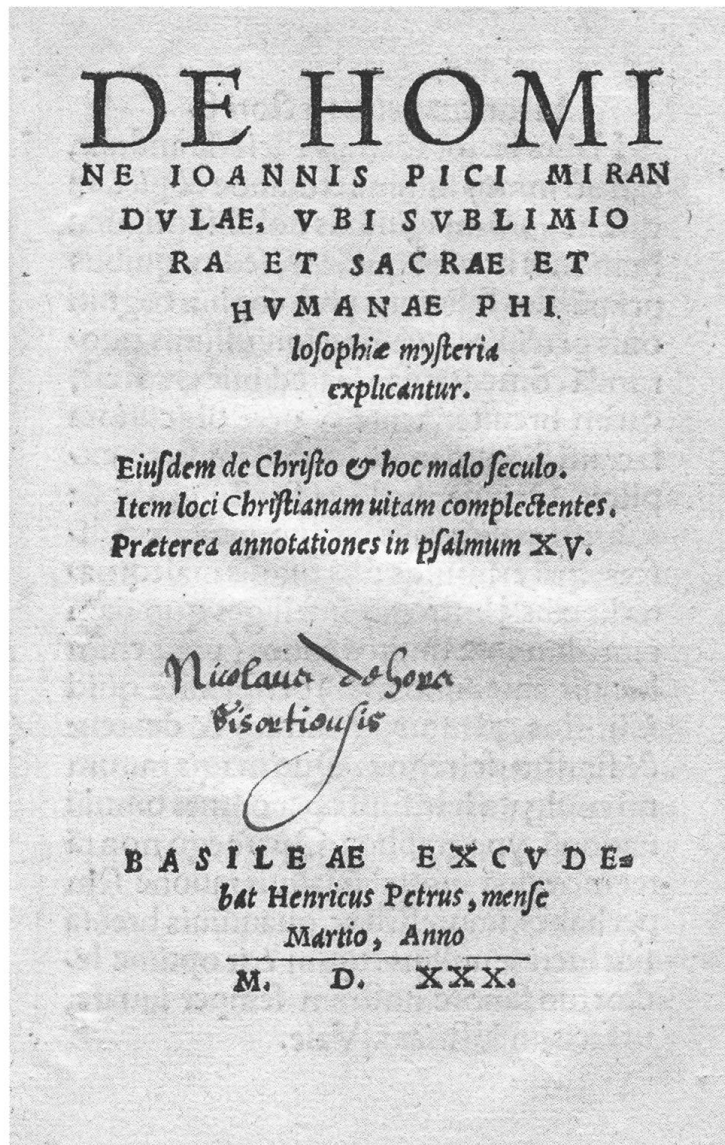 DE HOMI
NE IOANNIS PICI MIRAN
DVLAE, VBI SVBLIMIO
RA ET SACRAE ET
HVMANAE PHI
loſophiæ myſteria
explicantur.
Eiuſdem de Chriſto & hoc malo ſeculo.
Item loci Chriſtianam uitam complectentes.
Præterea annotationes in pſalmum XV.
Nicolaus de
BASILEAE EXCVDE=
bat Henricus Petrus, menſe
Martio, Anno
M. D. XXX.